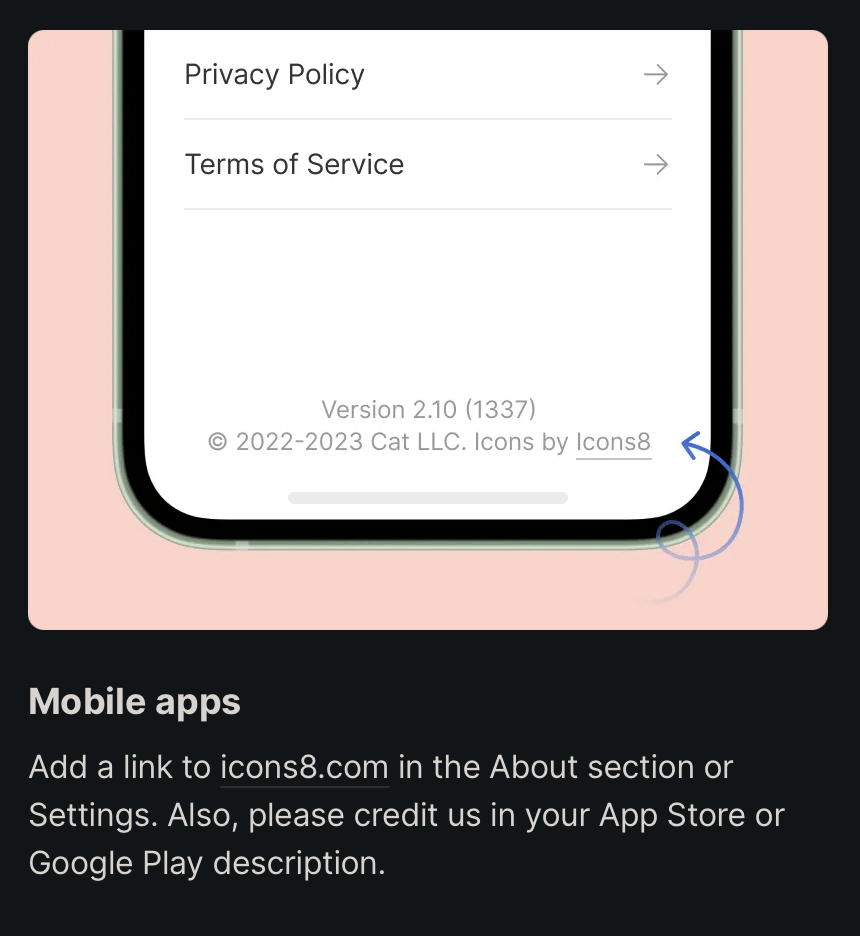 Privacy Policy
Terms of Service
Version 2.10 (1337)
© 2022-2023 Cat LLC. Icons by Icons8
Mobile apps
Add a link to icons8.com in the About section or
Settings. Also, please credit us in your App Store or
Google Play description.